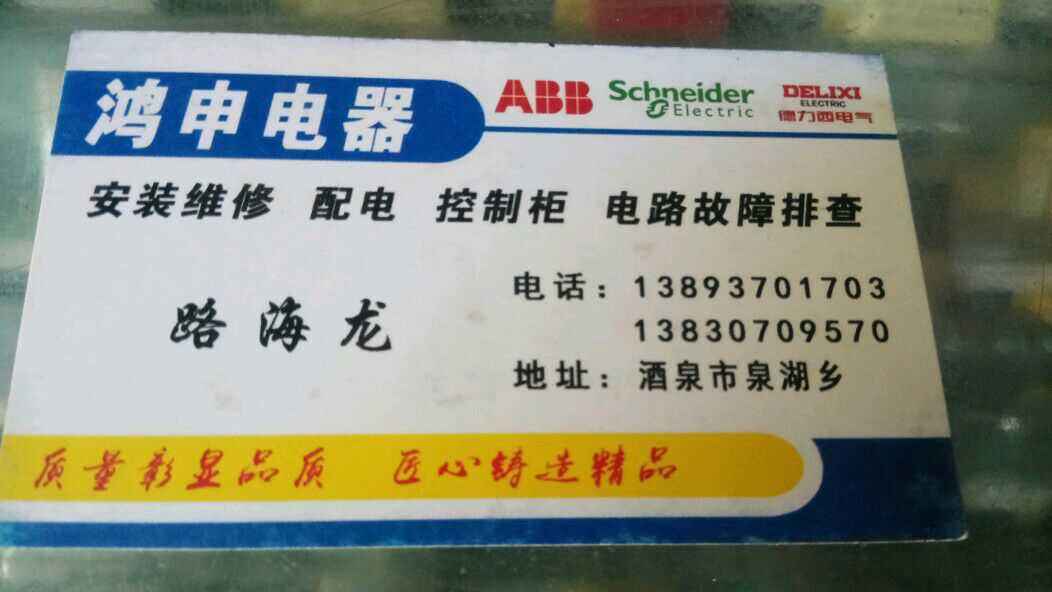 鸿申电器
ABB
Schneider
Electric
DELIXI
ELECTRIC
德力西电气
安装维修 配电 控制柜 电路故障排查
路海龙
电话：13893701703
13830709570
地址：酒泉市泉湖乡
质量彰显品质 匠心铸造精品